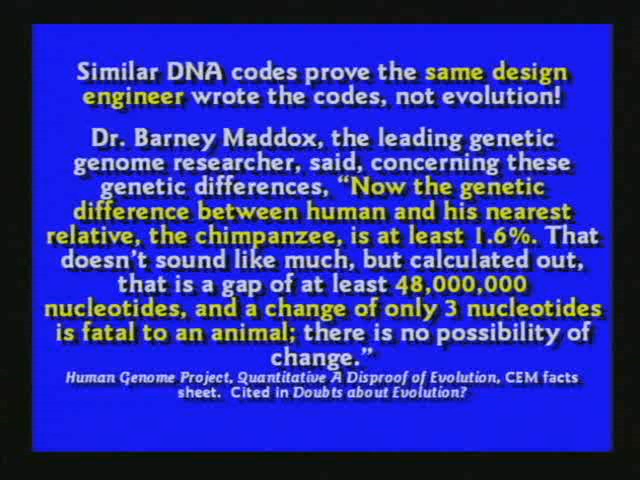 Similar DNA codes prove the same design
engineer wrote the codes, not evolution!
Dr. Barney Maddox, the leading genetic
genome researcher, said, concerning these
genetic differences, “Now the genetic
difference between human and his nearest
relative, the chimpanzee, is at least 1.6%. That
doesn't sound like much, but calculated out,
that is a gap of at least 48,000,000
nucleotides, and a change of only 3 nucleotides
is fatal to an animal; there is no possibility of
change.”
Human Genome Project, Quantitative A Disproof of Evolution, CEM facts
sheet. Cited in Doubts about Evolution?